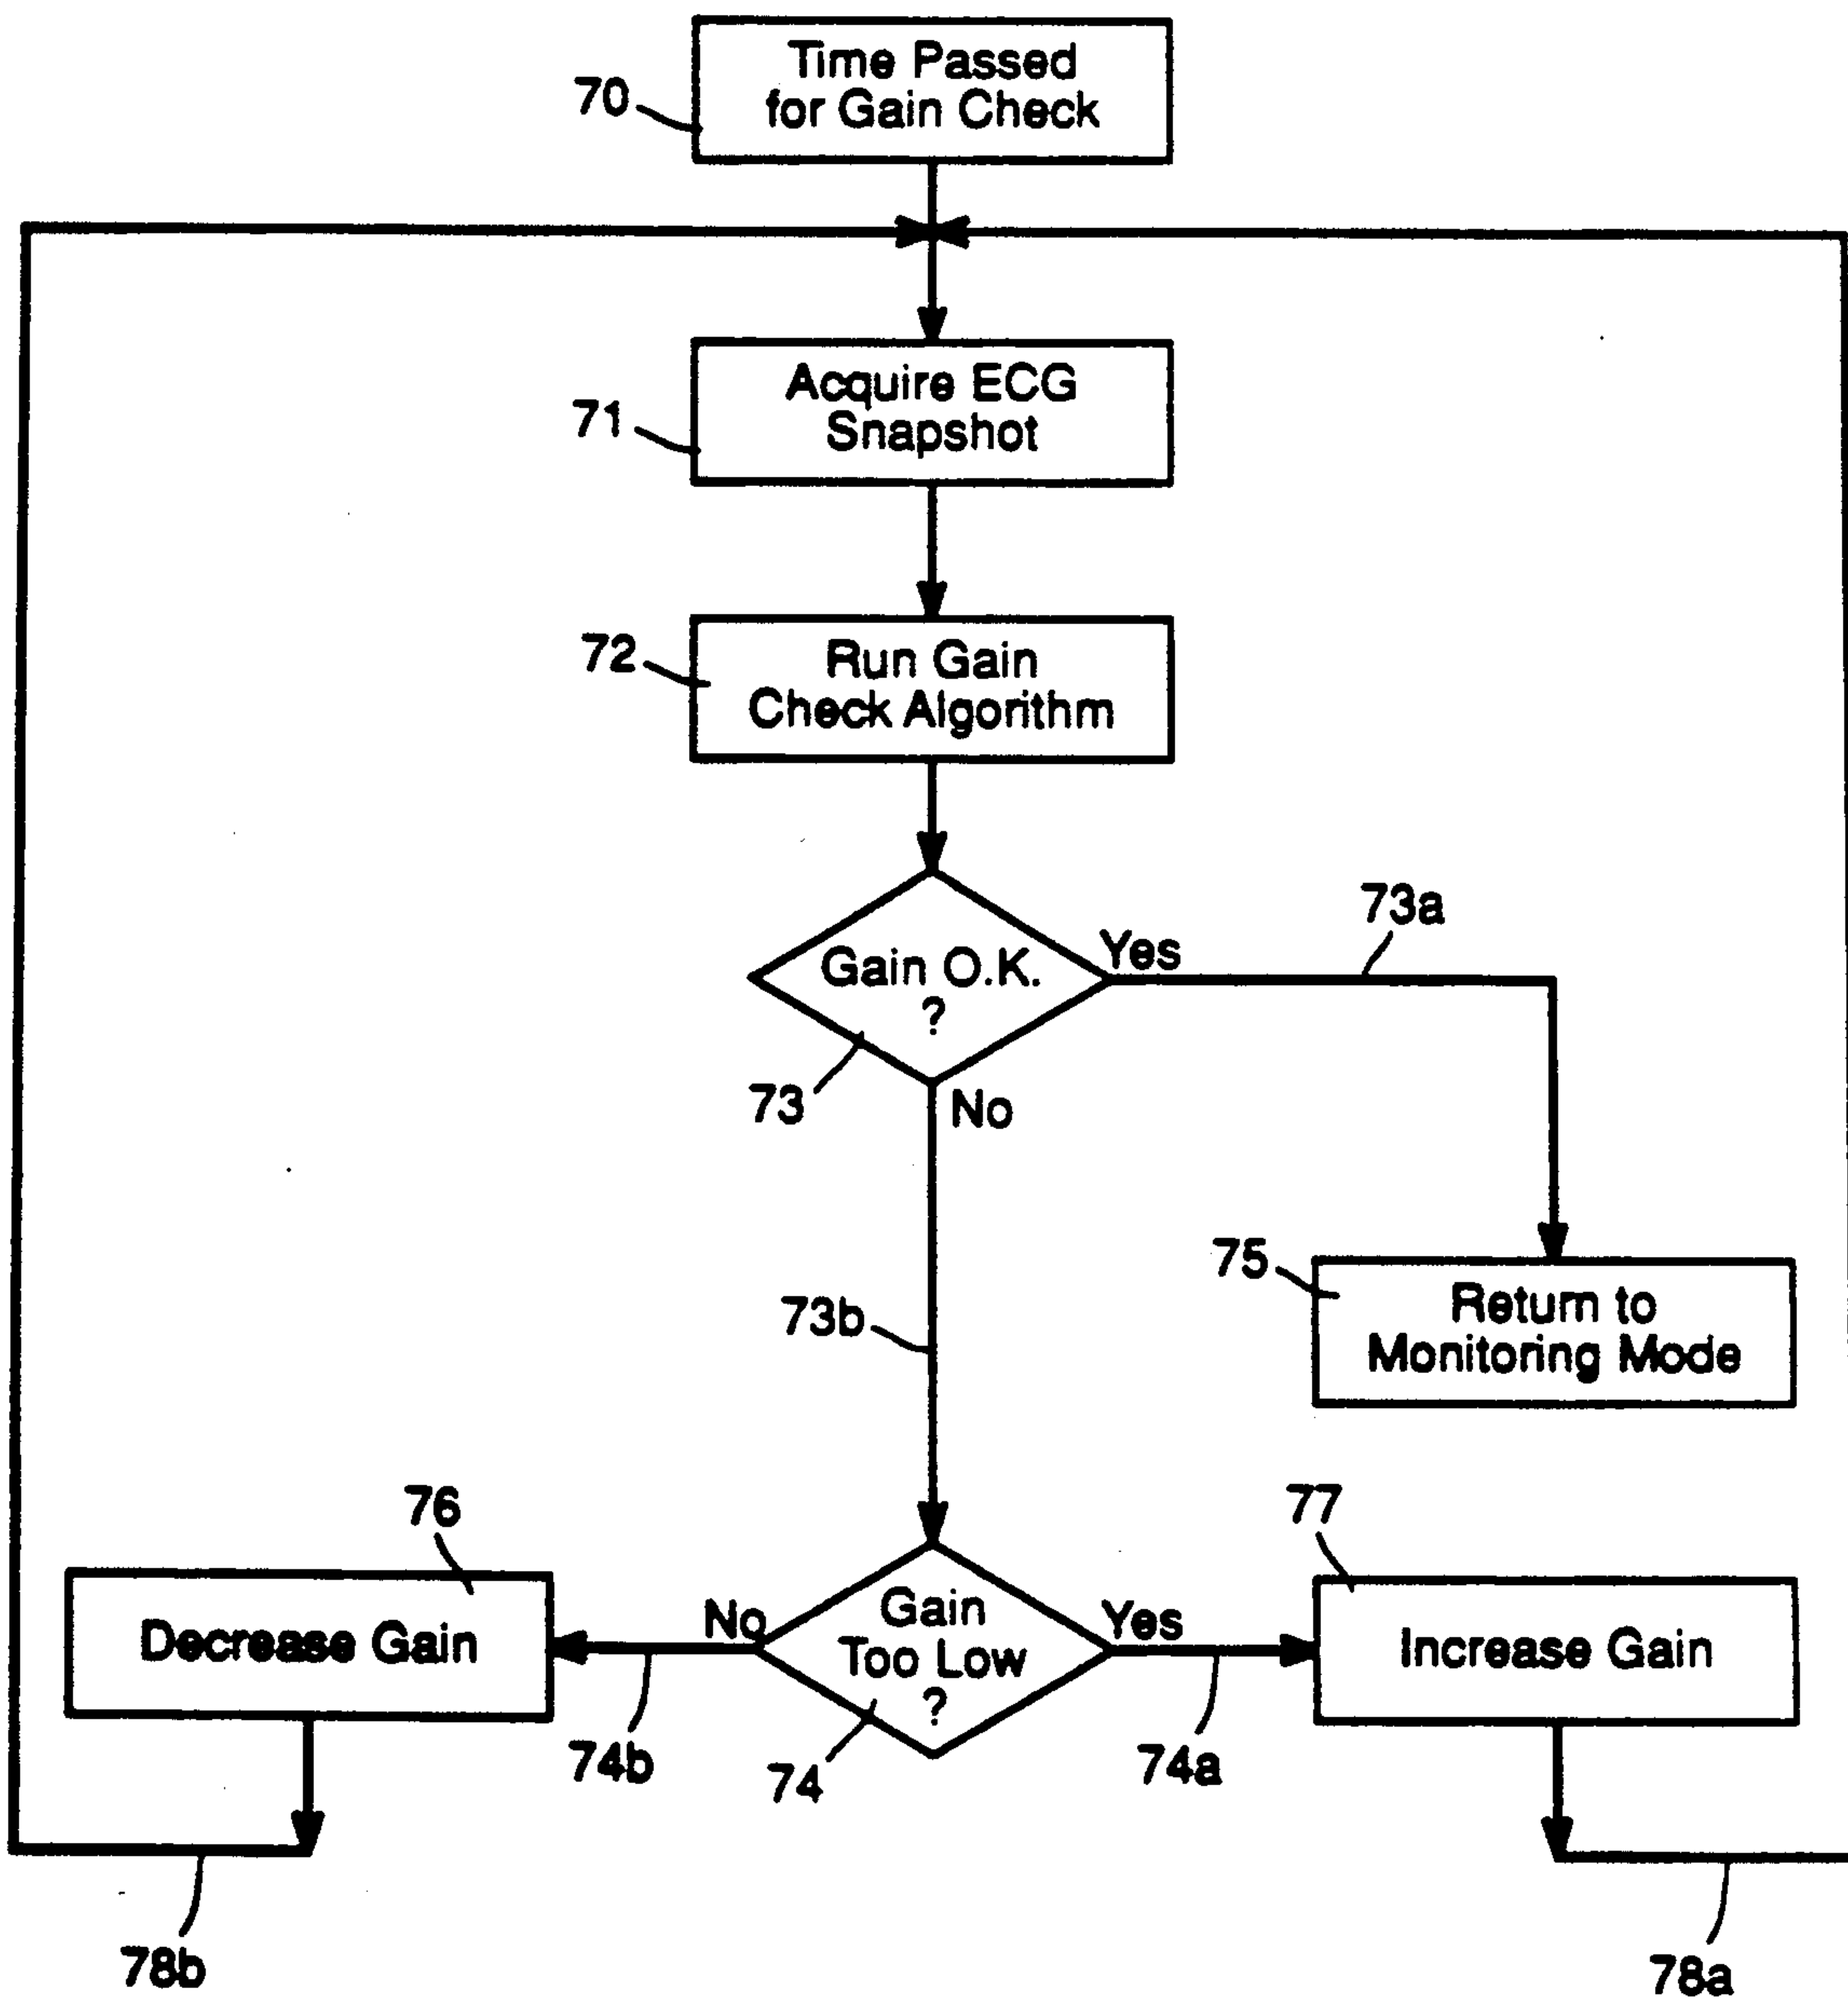 Time Passed
for Gain Check
70
Acquire ECG
Snapshot
71
72
Run Gain
Check Algorithm
73a
Gain O.K.
?
Yes
73
No
75
Return to
Monitoring Mode
73b
76
77
Decrease Gain
No
Gain
Too Low
?
Yes
Increase Gain
74b
74
74a
78b
78a